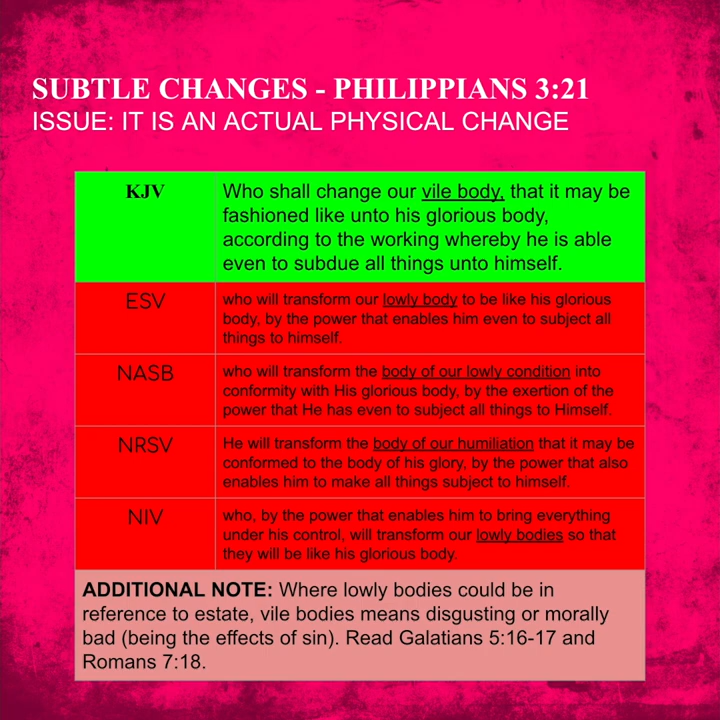 SUBTLE CHANGES - PHILIPPIANS 3:21
ISSUE: IT IS AN ACTUAL PHYSICAL CHANGE
KJV
Who shall change our vile body, that it may be
fashioned like unto his glorious body,
according to the working whereby he is able
even to subdue all things unto himself.
ESV
who will transform our lowly body to be like his glorious
body, by the power that enables him even to subject all
things to himself.
NASB
who will transform the body of our lowly condition into
conformity with His glorious body, by the exertion of the
power that He has even to subject all things to Himself.
NRSV
He will transform the body of our humiliation that it may be
conformed to the body of his glory, by the power that also
enables him to make all things subject to himself.
NIV
who, by the power that enables him to bring everything
under his control, will transform our lowly bodies so that
they will be like his glorious body.
ADDITIONAL NOTE: Where lowly bodies could be in
reference to estate, vile bodies means disgusting or morally
bad (being the effects of sin). Read Galatians 5:16-17 and
Romans 7:18.